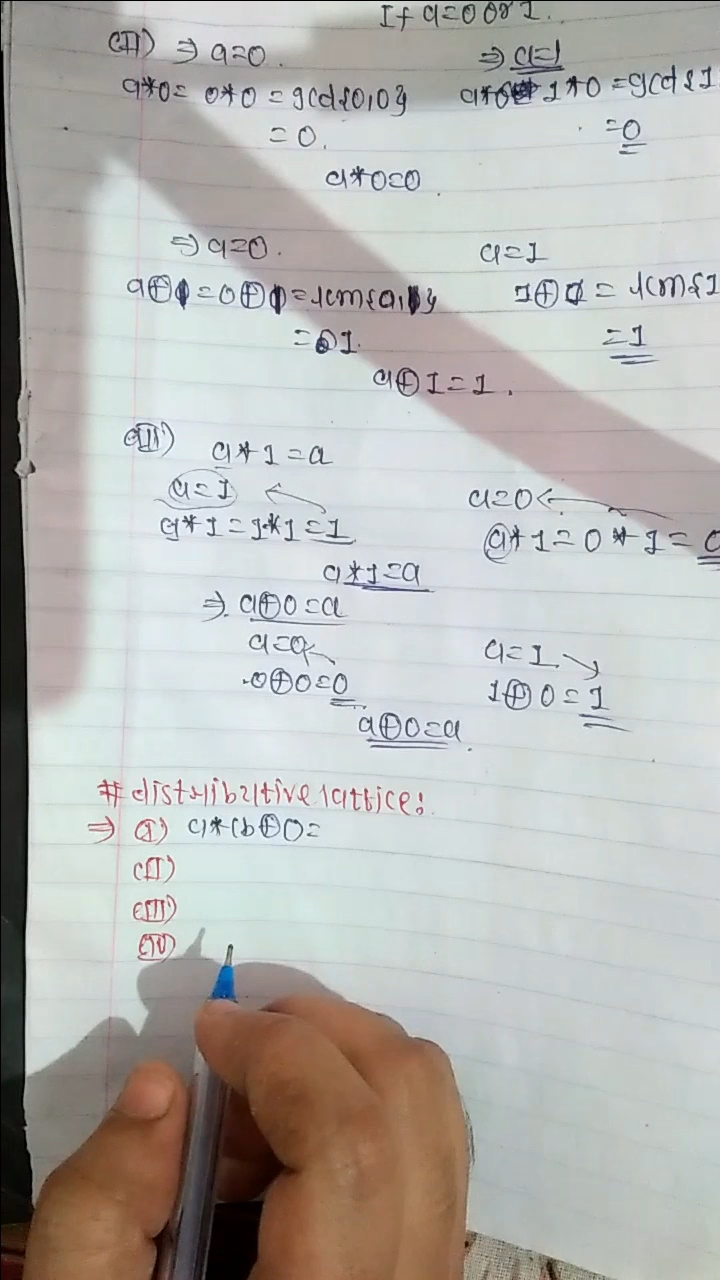 If a=0 or 1.
(II) ⇒ a=0. ⇒ a=1
a*0= 0*0 = gcd{0,0} a*0 1*0 =gcd{1
=0. =0
a*0=0
⇒ a=0. a=1
a⊕1=0⊕1=lcm{0,1} 1⊕1 = lcm{1
=1. =1
a⊕1=1.
(III) a*1=a
a=1 a=0
a*1=1*1=1 a*1=0*1=0
a*1=a
⇒. a⊕0=a
a=0 a=1
0⊕0=0 1⊕0=1
a⊕0=a.
# distributive lattice:
⇒ (I) a*(b⊕c)=
(II)
(III)
(IV)